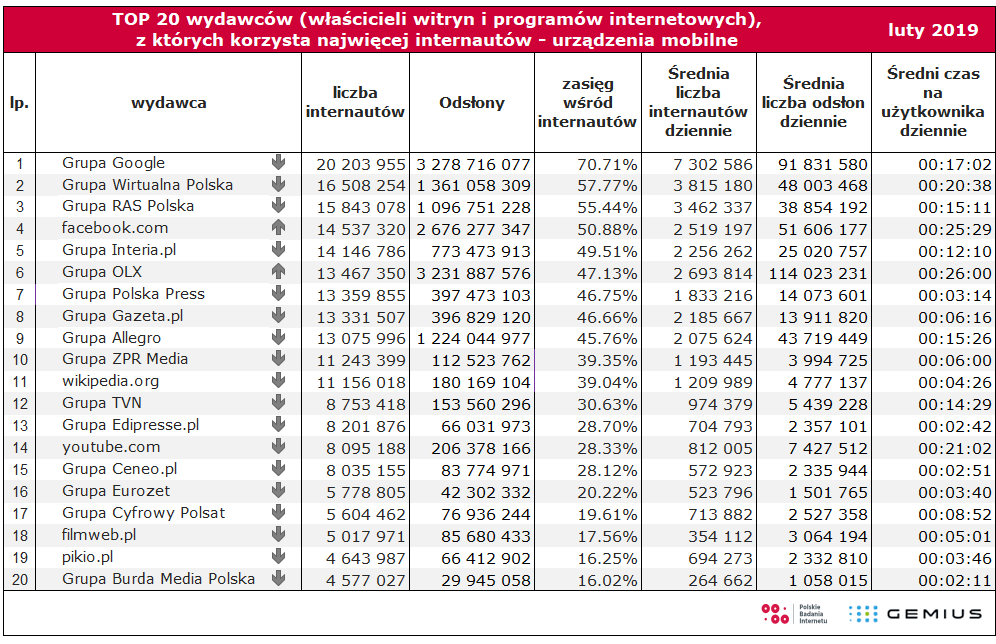 TOP 20 wydawców (właścicieli witryn i programów internetowych),
z których korzysta najwięcej internautów - urządzenia mobilne
luty 2019
lp. wydawca liczba internautów Odsłony zasięg wśród internautów Średnia liczba internautów dziennie Średnia liczba odsłon dziennie Średni czas na użytkownika dziennie
1 Grupa Google 20 203 955 3 278 716 077 70.71% 7 302 586 91 831 580 00:17:02
2 Grupa Wirtualna Polska 16 508 254 1 361 058 309 57.77% 3 815 180 48 003 468 00:20:38
3 Grupa RAS Polska 15 843 078 1 096 751 228 55.44% 3 462 337 38 854 192 00:15:11
4 facebook.com 14 537 320 2 676 277 347 50.88% 2 519 197 51 606 177 00:25:29
5 Grupa Interia.pl 14 146 786 773 473 913 49.51% 2 256 262 25 020 757 00:12:10
6 Grupa OLX 13 467 350 3 231 887 576 47.13% 2 693 814 114 023 231 00:26:00
7 Grupa Polska Press 13 359 855 397 473 103 46.75% 1 833 216 14 073 601 00:03:14
8 Grupa Gazeta.pl 13 331 507 396 829 120 46.66% 2 185 667 13 911 820 00:06:16
9 Grupa Allegro 13 075 996 1 224 044 977 45.76% 2 075 624 43 719 449 00:15:26
10 Grupa ZPR Media 11 243 399 112 523 762 39.35% 1 193 445 3 994 725 00:06:00
11 wikipedia.org 11 156 018 180 169 104 39.04% 1 209 989 4 777 137 00:04:26
12 Grupa TVN 8 753 418 153 560 296 30.63% 974 379 5 439 228 00:14:29
13 Grupa Edipresse.pl 8 201 876 66 031 973 28.70% 704 793 2 357 101 00:02:42
14 youtube.com 8 095 188 206 378 166 28.33% 812 005 7 427 512 00:21:02
15 Grupa Ceneo.pl 8 035 155 83 774 971 28.12% 572 923 2 335 944 00:02:51
16 Grupa Eurozet 5 778 805 42 302 332 20.22% 523 796 1 501 765 00:03:40
17 Grupa Cyfrowy Polsat 5 604 462 76 936 244 19.61% 713 882 2 527 358 00:08:52
18 filmweb.pl 5 017 971 85 680 433 17.56% 354 112 3 064 194 00:05:01
19 pikio.pl 4 643 987 66 412 902 16.25% 694 273 2 332 810 00:03:46
20 Grupa Burda Media Polska 4 577 027 29 945 058 16.02% 264 662 1 058 015 00:02:11
Polskie
Badania
Internetu
GEMIUS